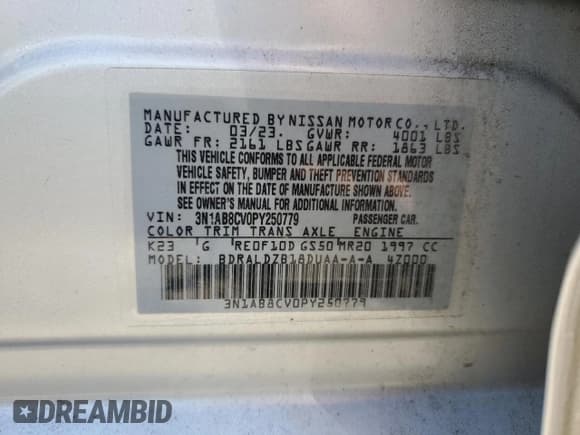 MANUFACTURED BY NISSAN MOTOR CO., LTD.
DATE: 03/23. GVWR: 4001 LBS
GAWR FR: 2161 LBS GAWR RR: 1863 LBS
THIS VEHICLE CONFORMS TO ALL APPLICABLE FEDERAL MOTOR
VEHICLE SAFETY, BUMPER AND THEFT PREVENTION STANDARDS
IN EFFECT ON THE DATE OF MANUFACTURE SHOWN ABOVE.
SEE OWNER'S MANUAL FOR ADDITIONAL INFORMATION.
VIN: 3N1AB8CV0PY250779 PASSENGER CAR.
COLOR TRIM TRANS AXLE ENGINE
K23 G RE0F10D GS50 MR20 1997 CC
MODEL: BDRALDZB18DUAA-A-A 4Z000
3N1AB8CV0PY250779
DREAMBID